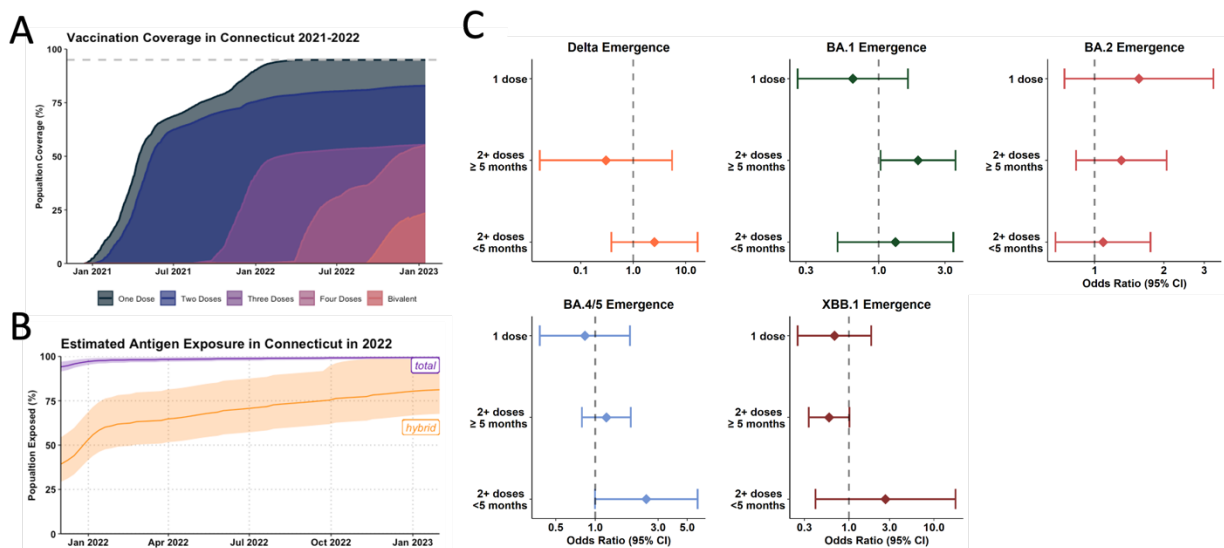 A
Vaccination Coverage in Connecticut 2021-2022
Popualtion Coverage (%)
100
75
50
25
0
Jan 2021 Jul 2021 Jan 2022 Jul 2022 Jan 2023
One Dose Two Doses Three Doses Four Doses Bivalent
B
Estimated Antigen Exposure in Connecticut in 2022
Popualtion Exposed (%)
100
75
50
25
0
total
hybrid
Jan 2022 Apr 2022 Jul 2022 Oct 2022 Jan 2023
C
Delta Emergence
1 dose
2+ doses
≥ 5 months
2+ doses
<5 months
0.1 1.0 10.0
BA.1 Emergence
1 dose
2+ doses
≥ 5 months
2+ doses
<5 months
0.3 1.0 3.0
BA.2 Emergence
1 dose
2+ doses
≥ 5 months
2+ doses
<5 months
1 2 3
Odds Ratio (95% CI)
BA.4/5 Emergence
1 dose
2+ doses
≥ 5 months
2+ doses
<5 months
0.5 1.0 3.0 5.0
Odds Ratio (95% CI)
XBB.1 Emergence
1 dose
2+ doses
≥ 5 months
2+ doses
<5 months
0.3 1.0 3.0 10.0
Odds Ratio (95% CI)